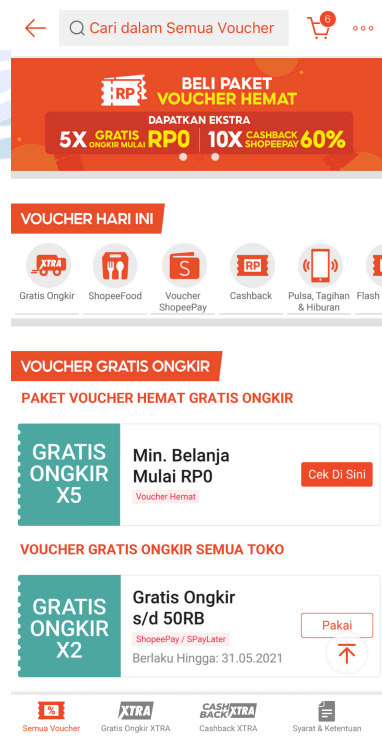 Cari dalam Semua Voucher
6
RP
BELI PAKET
VOUCHER HEMAT
DAPATKAN EKSTRA
5X GRATIS ONGKIR MULAI RP0 | 10X CASHBACK SHOPEEPAY 60%
VOUCHER HARI INI
XTRA
S
RP
Gratis Ongkir
ShopeeFood
Voucher
ShopeePay
Cashback
Pulsa, Tagihan
& Hiburan
Flash
VOUCHER GRATIS ONGKIR
PAKET VOUCHER HEMAT GRATIS ONGKIR
GRATIS
ONGKIR
X5
Min. Belanja
Mulai RP0
Voucher Hemat
Cek Di Sini
VOUCHER GRATIS ONGKIR SEMUA TOKO
GRATIS
ONGKIR
X2
Gratis Ongkir
s/d 50RB
ShopeePay / SPayLater
Berlaku Hingga: 31.05.2021
Pakai
%
XTRA
CASH
BACK XTRA
Semua Voucher
Gratis Ongkir XTRA
Cashback XTRA
Syarat & Ketentuan